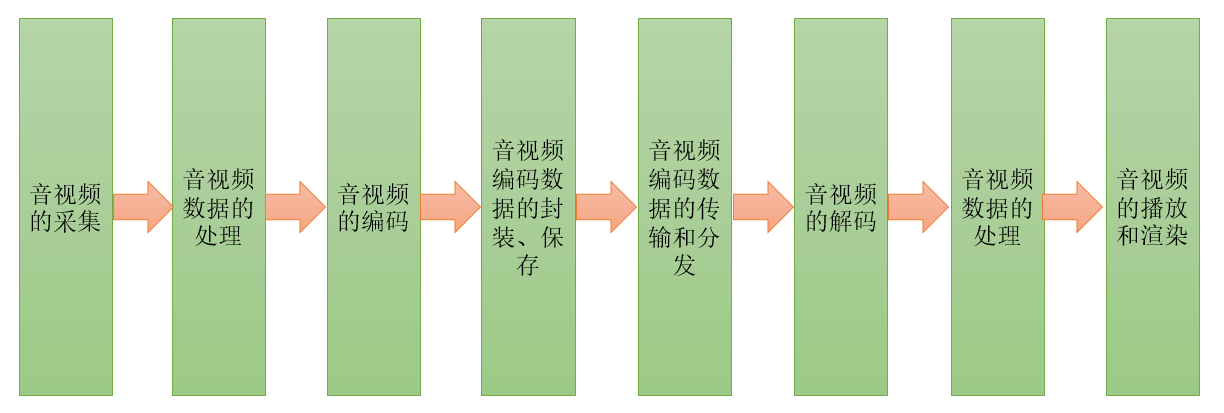 音视频
的采集
音视频
数据的
处理
音视频
的编码
音视频
编码数
据的封
装、保
存
音视频
编码数
据的传
输和分
发
音视频
的解码
音视频
数据的
处理
音视频
的播放
和渲染